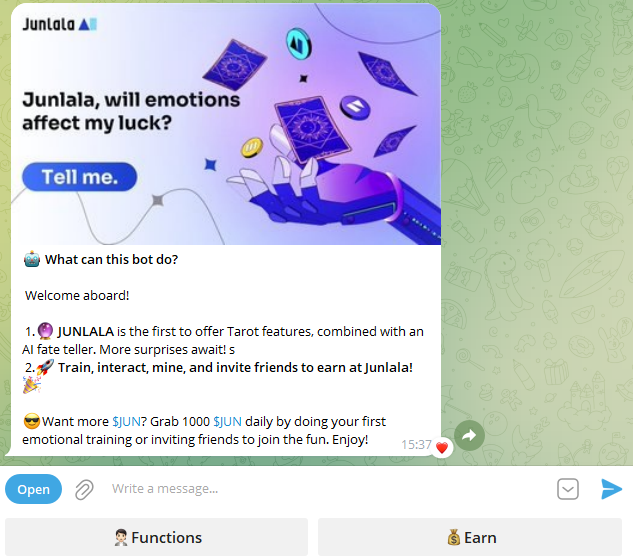 Junlala AI
Junlala, will emotions
affect my luck?
Tell me.
🤖 What can this bot do?
Welcome aboard!
1.🔮 JUNLALA is the first to offer Tarot features, combined with an
AI fate teller. More surprises await! s
2.🚀 Train, interact, mine, and invite friends to earn at Junlala!
🎉
😎Want more $JUN? Grab 1000 $JUN daily by doing your first
emotional training or inviting friends to join the fun. Enjoy!
15:37
Open
Write a message...
👨🏻‍⚕️Functions
💰Earn